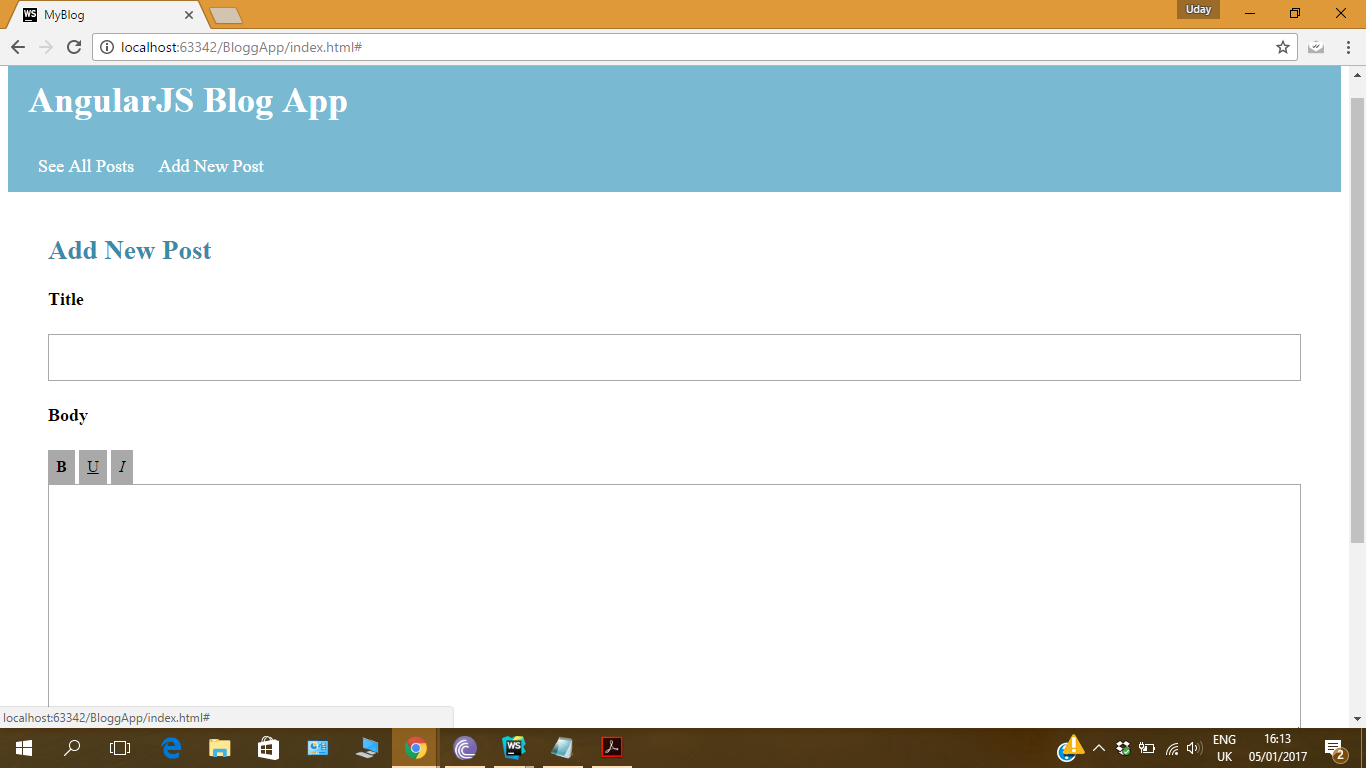 WS MyBlog
Uday
localhost:63342/BloggApp/index.html#
AngularJS Blog App
See All Posts Add New Post
Add New Post
Title
Body
B U I
localhost:63342/BloggApp/index.html#
WS
ENG
UK
16:13
05/01/2017
2